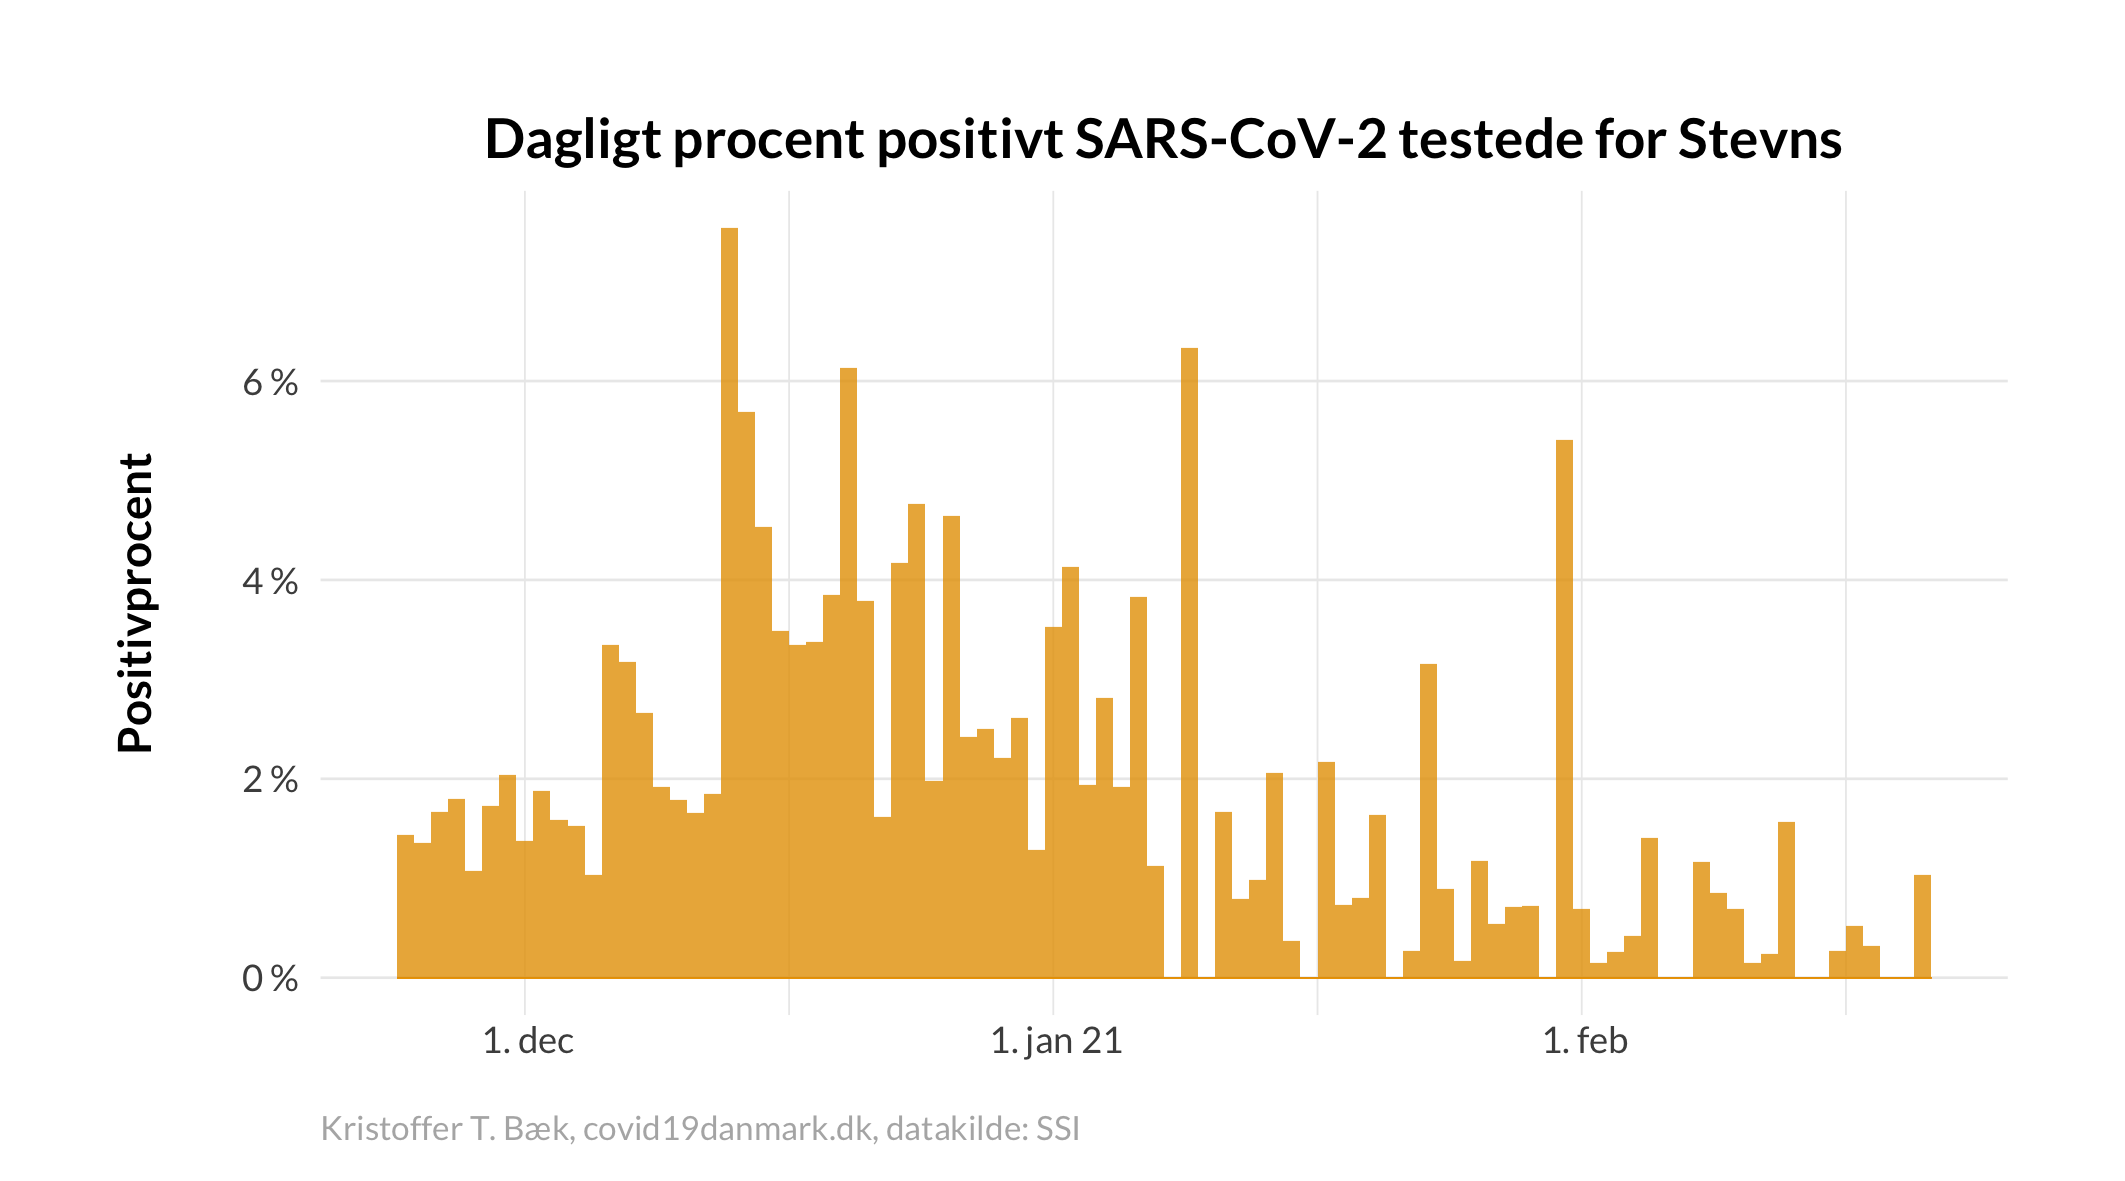 Dagligt procent positivt SARS-CoV-2 testede for Stevns
Positivprocent
6 %
4 %
2 %
0 %
1. dec
1. jan 21
1. feb
Kristoffer T. Bæk, covid19danmark.dk, datakilde: SSI